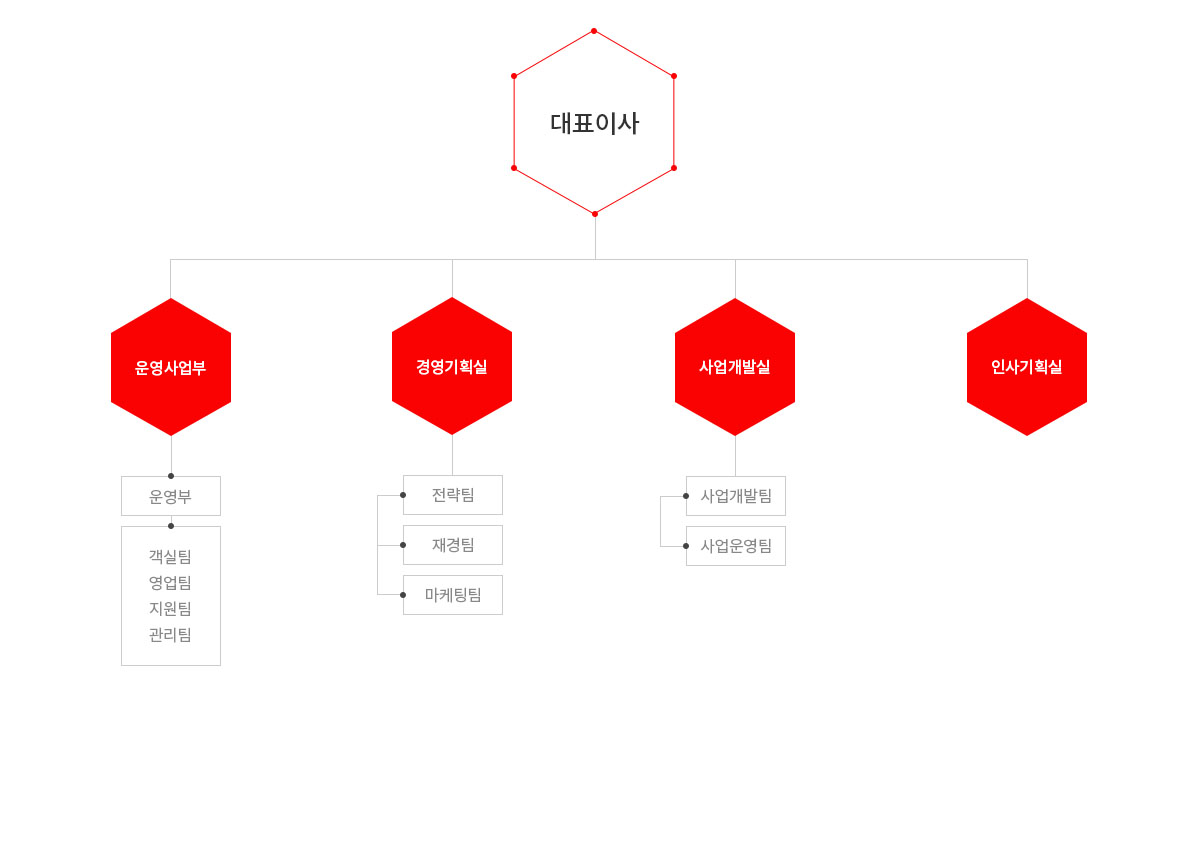 대표이사
운영사업부
경영기획실
사업개발실
인사기획실
운영부
객실팀
영업팀
지원팀
관리팀
전략팀
재경팀
마케팅팀
사업개발팀
사업운영팀